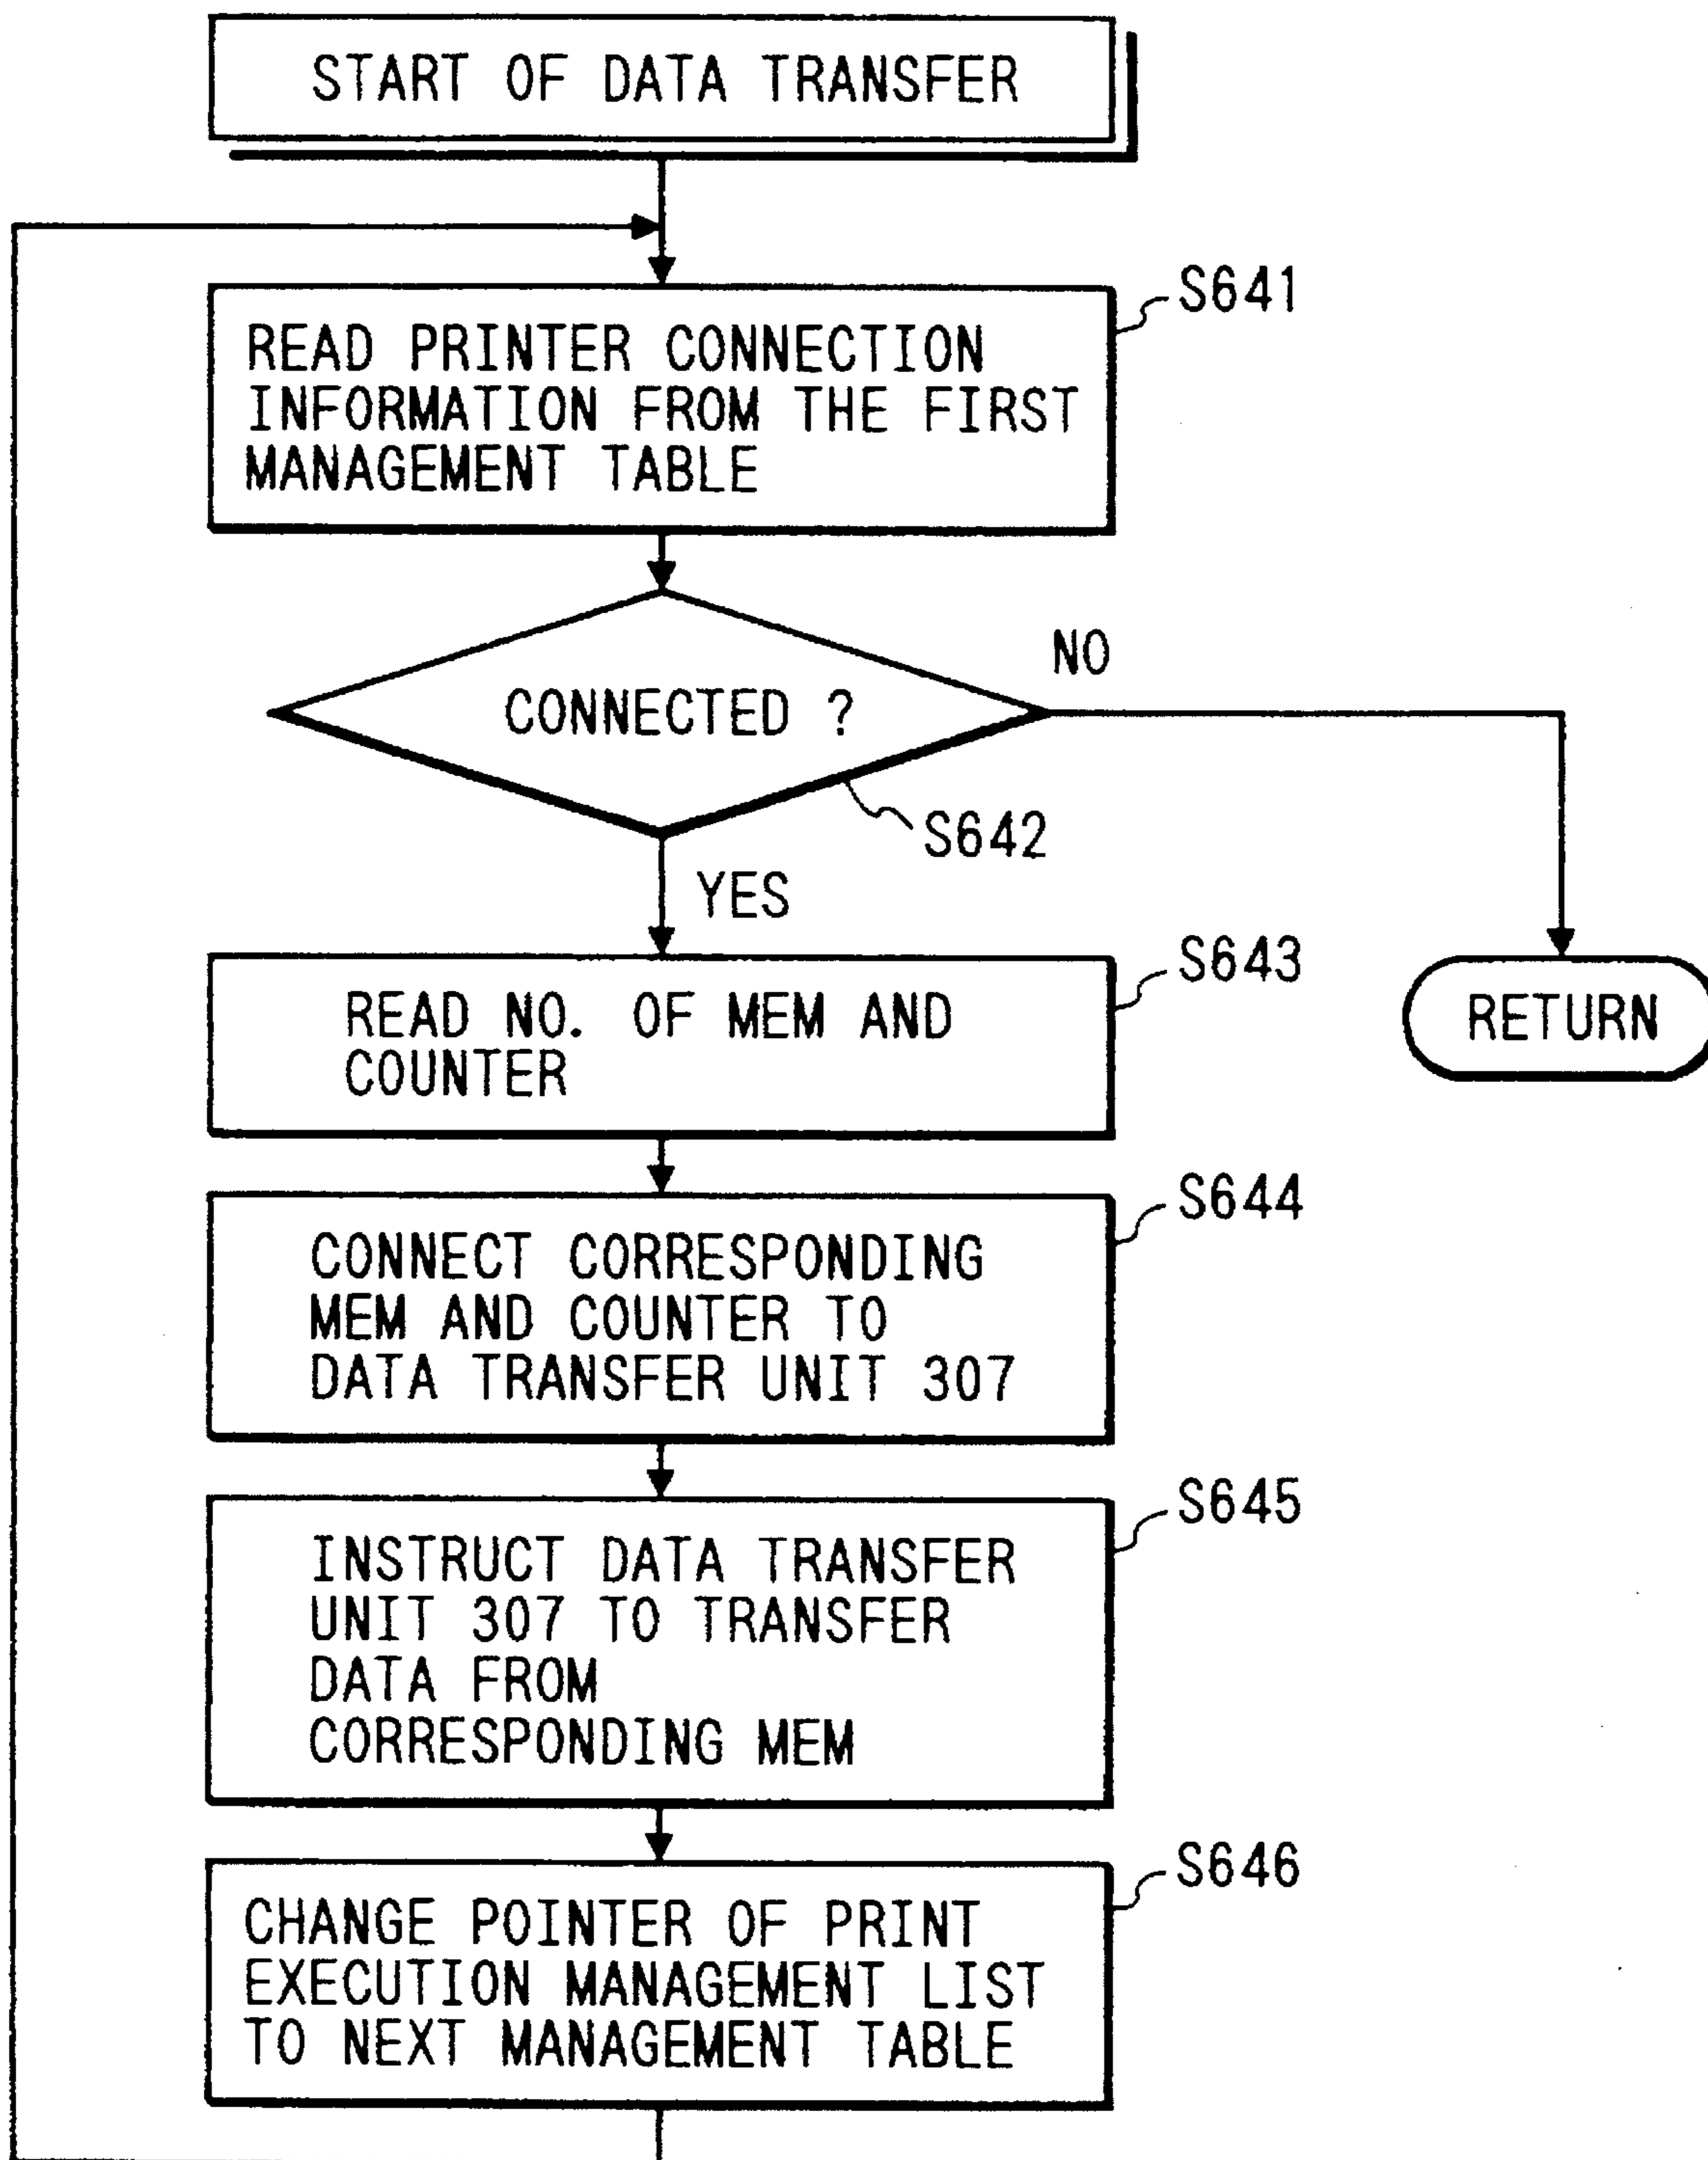 START OF DATA TRANSFER
S641
READ PRINTER CONNECTION
INFORMATION FROM THE FIRST
MANAGEMENT TABLE
NO
CONNECTED ?
S642
YES
S643
READ NO. OF MEM AND
COUNTER
RETURN
S644
CONNECT CORRESPONDING
MEM AND COUNTER TO
DATA TRANSFER UNIT 307
S645
INSTRUCT DATA TRANSFER
UNIT 307 TO TRANSFER
DATA FROM
CORRESPONDING MEM
S646
CHANGE POINTER OF PRINT
EXECUTION MANAGEMENT LIST
TO NEXT MANAGEMENT TABLE